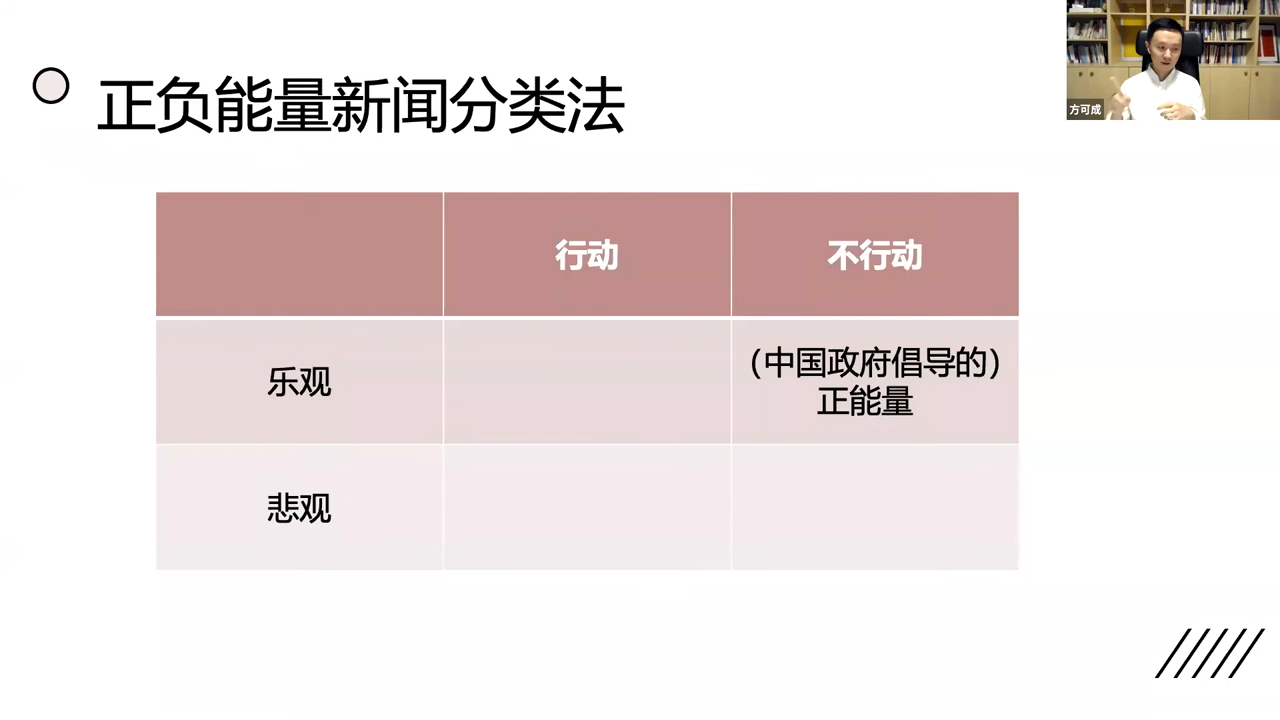 方可成
正负能量新闻分类法
行动
不行动
乐观
（中国政府倡导的）
正能量
悲观